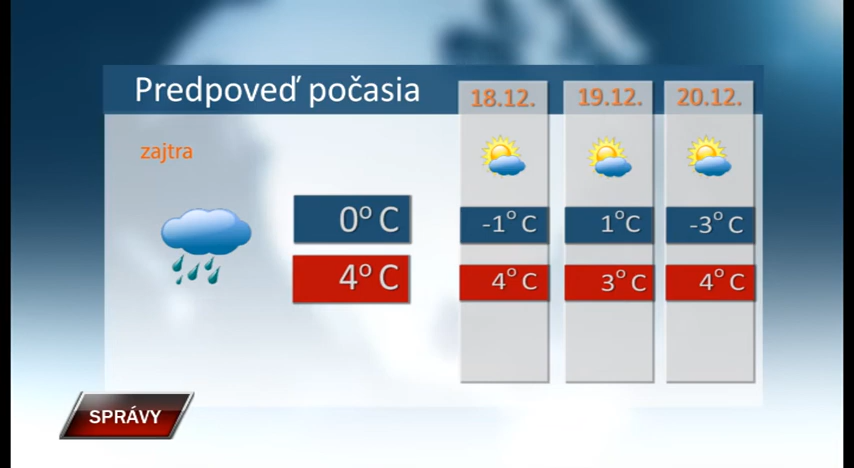 Predpoveď počasia
zajtra
0° C
4° C
18.12.
-1° C
4° C
19.12.
1°C
3° C
20.12.
-3° C
4° C
SPRÁVY